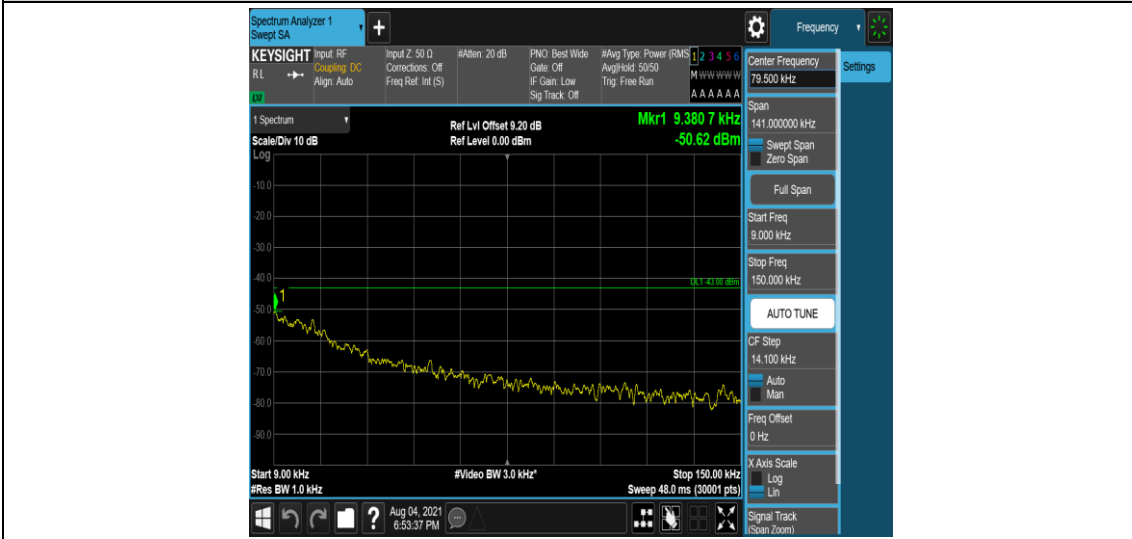 Spectrum Analyzer 1
Swept SA
+
Frequency
KEYSIGHT
RL
Input: RF
Coupling: DC
Align: Auto
Input Z: 50 Ω
Corrections: Off
Freq Ref: Int (S)
#Atten: 20 dB
PNO: Best Wide
Gate: Off
IF Gain: Low
Sig Track: Off
#Avg Type: Power (RMS
Avg|Hold: 50/50
Trig: Free Run
1 2 3 4 5 6
M W W W W W
A A A A A A
1 Spectrum
Scale/Div 10 dB
Log
Ref Lvl Offset 9.20 dB
Ref Level 0.00 dBm
Mkr1 9.380 7 kHz
-50.62 dBm
-10.0
-20.0
-30.0
-40.0
-50.0
-60.0
-70.0
-80.0
-90.0
DL1 -43.00 dBm
1
Start 9.00 kHz
#Res BW 1.0 kHz
#Video BW 3.0 kHz*
Stop 150.00 kHz
Sweep 48.0 ms (30001 pts)
?
Aug 04, 2021
6:53:37 PM
Center Frequency
79.500 kHz
Settings
Span
141.000000 kHz
Swept Span
Zero Span
Full Span
Start Freq
9.000 kHz
Stop Freq
150.000 kHz
AUTO TUNE
CF Step
14.100 kHz
Auto
Man
Freq Offset
0 Hz
X Axis Scale
Log
Lin
Signal Track
(Span Zoom)